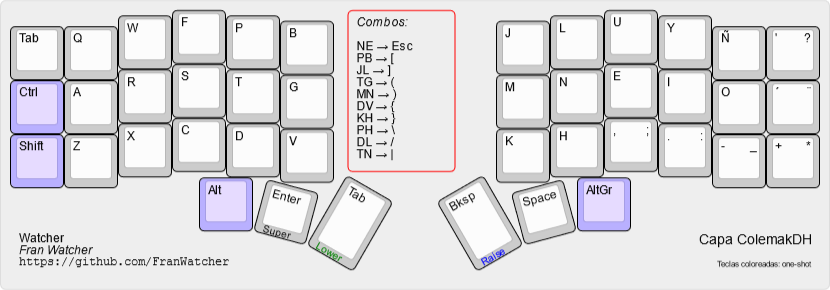 Tab Q W F P B
Ctrl A R S T G
Shift Z X C D V
Alt Enter Super Tab Lower
Combos:
NE → Esc
PB → [
JL → ]
TG → (
MN → )
DV → {
KH → }
PH → \
DL → /
TN → |
J L U Y Ñ ' ?
M N E I O ´ ¨
K H , ; . : - _ + *
Bksp Raise Space AltGr
Watcher
Fran Watcher
https://github.com/FranWatcher
Capa ColemakDH
Teclas coloreadas: one-shot